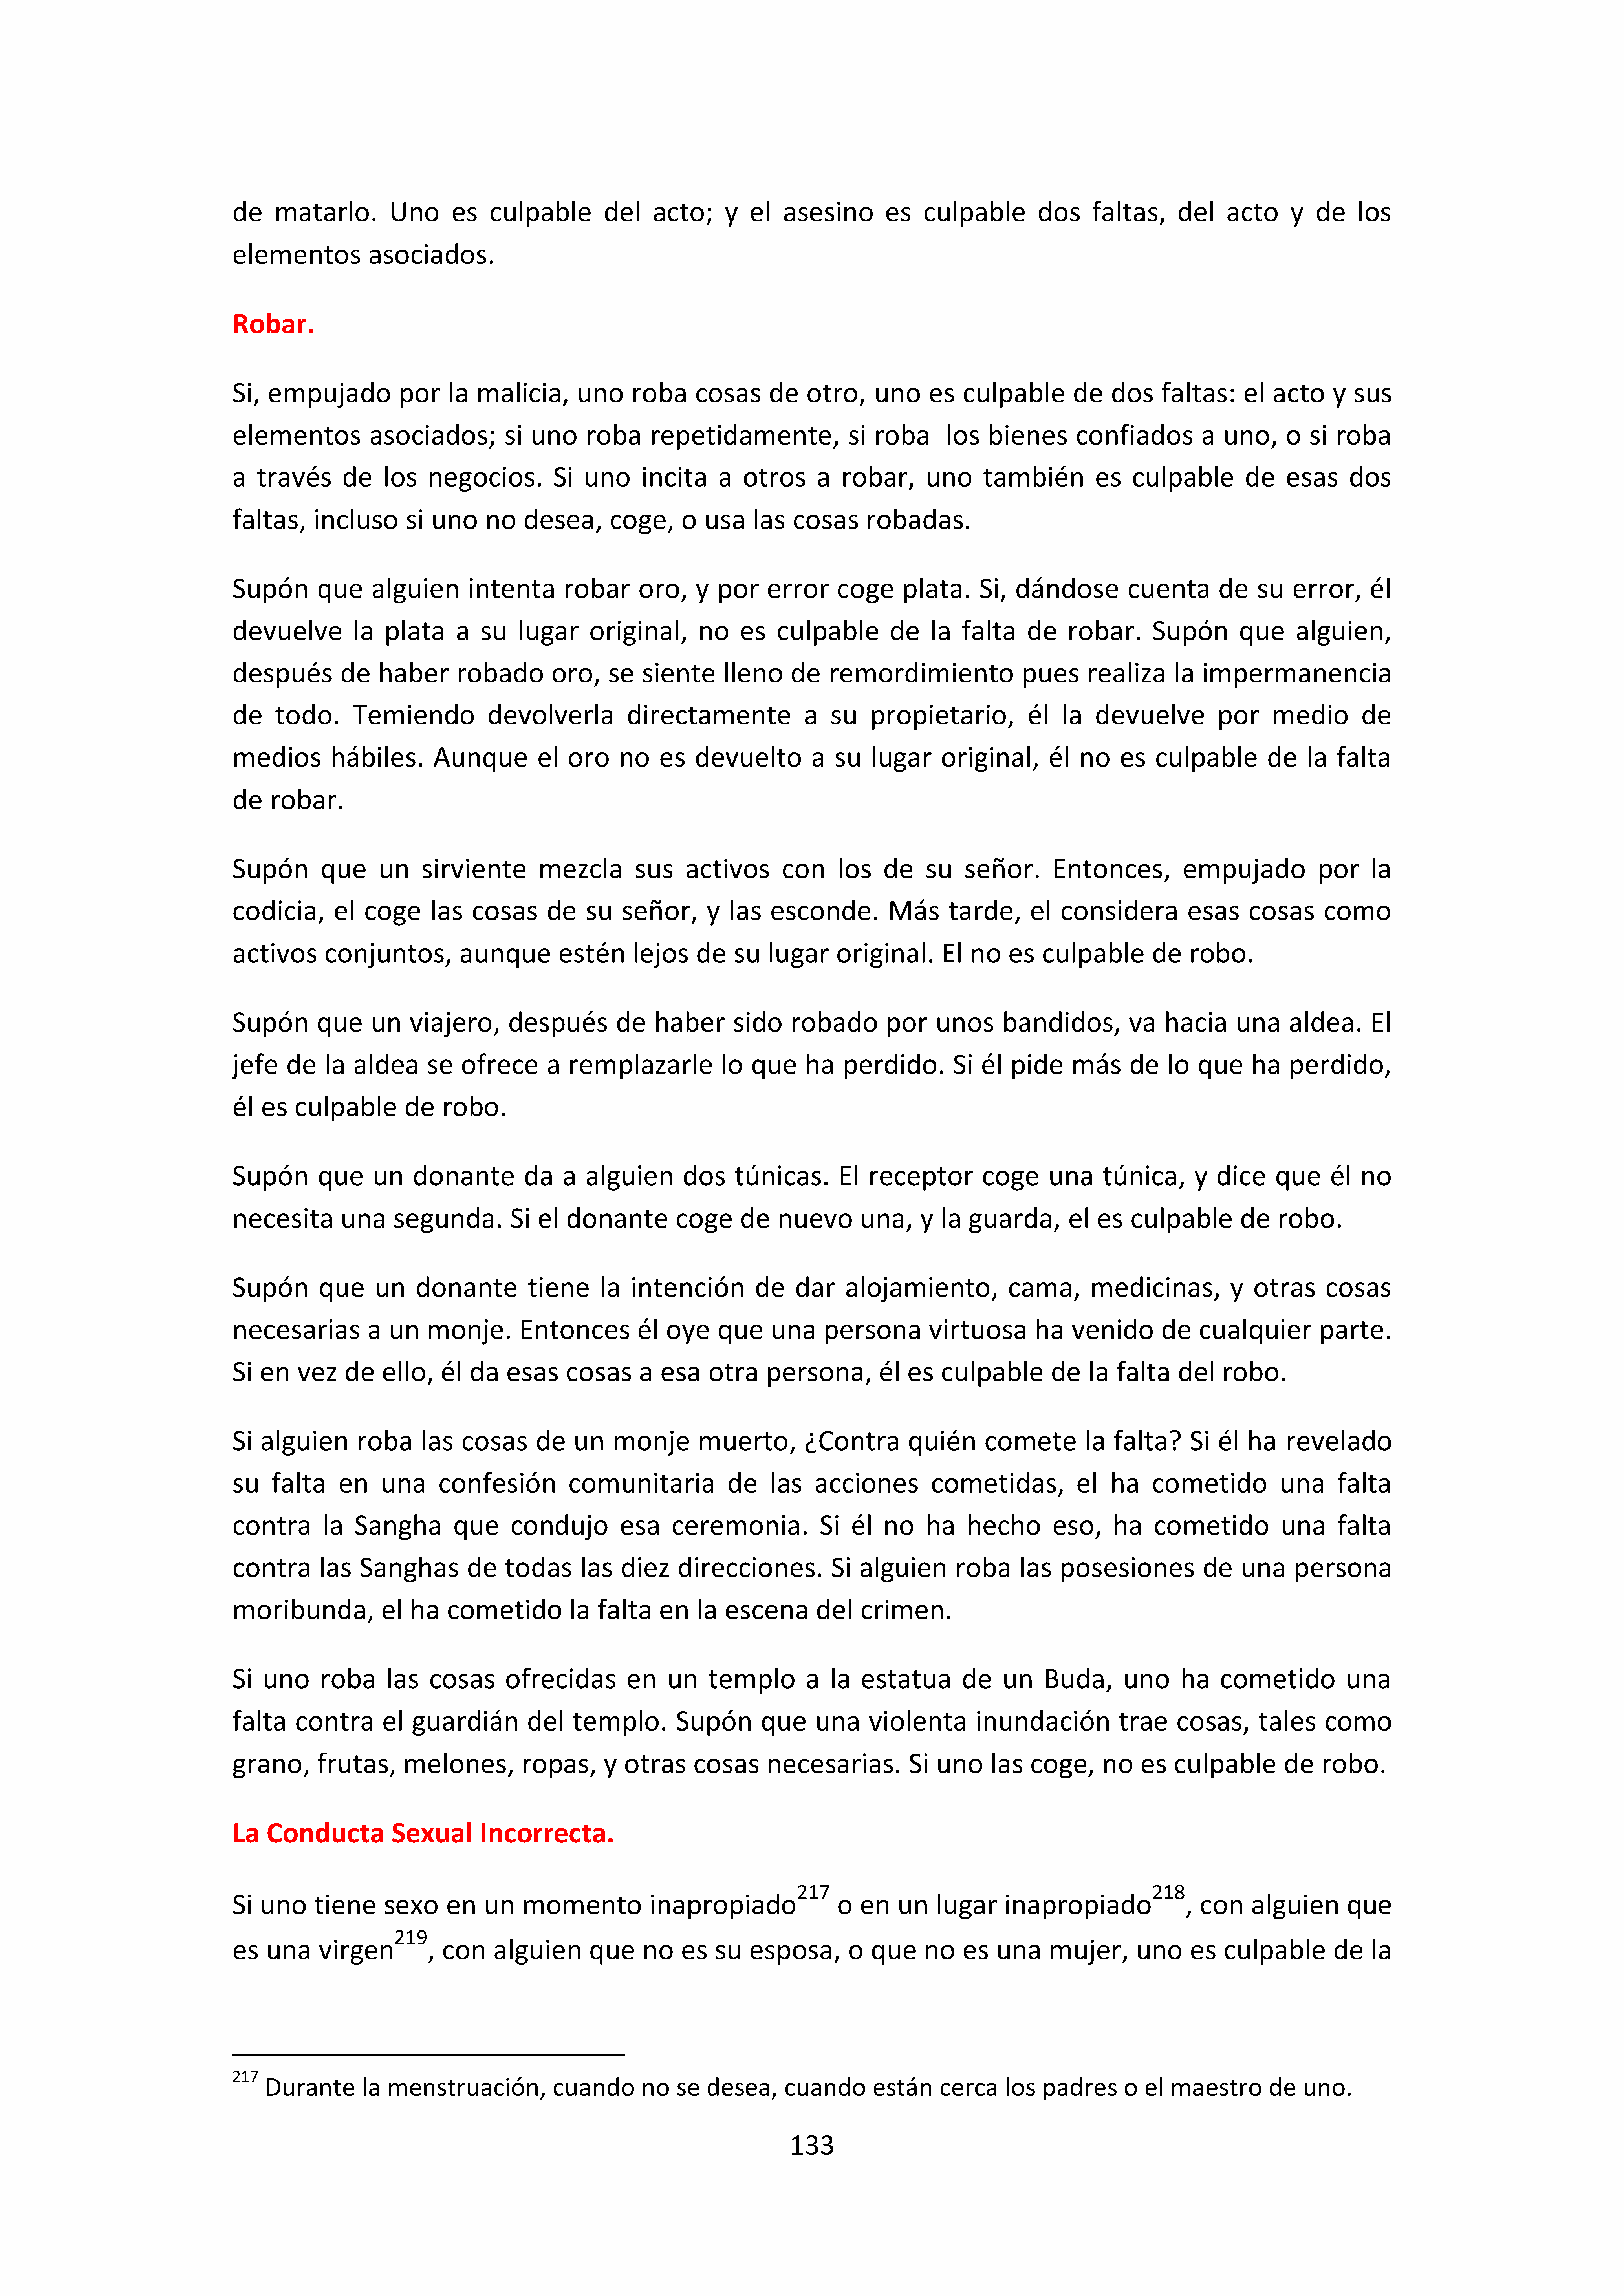 de matarlo. Uno es culpable del acto; y el asesino es culpable dos faltas, del acto y de los
elementos asociados.
Robar.
Si, empujado por la malicia, uno roba cosas de otro, uno es culpable de dos faltas: el acto y sus
elementos asociados; si uno roba repetidamente, si roba  los bienes confiados a uno, o si roba
a través de los negocios. Si uno incita a otros a robar, uno también es culpable de esas dos
faltas, incluso si uno no desea, coge, o usa las cosas robadas.
Supón que alguien intenta robar oro, y por error coge plata. Si, dándose cuenta de su error, él
devuelve la plata a su lugar original, no es culpable de la falta de robar. Supón que alguien,
después de haber robado oro, se siente lleno de remordimiento pues realiza la impermanencia
de todo. Temiendo devolverla directamente a su propietario, él la devuelve por medio de
medios hábiles. Aunque el oro no es devuelto a su lugar original, él no es culpable de la falta
de robar.
Supón que un sirviente mezcla sus activos con los de su señor. Entonces, empujado por la
codicia, el coge las cosas de su señor, y las esconde. Más tarde, el considera esas cosas como
activos conjuntos, aunque estén lejos de su lugar original. El no es culpable de robo.
Supón que un viajero, después de haber sido robado por unos bandidos, va hacia una aldea. El
jefe de la aldea se ofrece a remplazarle lo que ha perdido. Si él pide más de lo que ha perdido,
él es culpable de robo.
Supón que un donante da a alguien dos túnicas. El receptor coge una túnica, y dice que él no
necesita una segunda. Si el donante coge de nuevo una, y la guarda, el es culpable de robo.
Supón que un donante tiene la intención de dar alojamiento, cama, medicinas, y otras cosas
necesarias a un monje. Entonces él oye que una persona virtuosa ha venido de cualquier parte.
Si en vez de ello, él da esas cosas a esa otra persona, él es culpable de la falta del robo.
Si alguien roba las cosas de un monje muerto, ¿Contra quién comete la falta? Si él ha revelado
su falta en una confesión comunitaria de las acciones cometidas, el ha cometido una falta
contra la Sangha que condujo esa ceremonia. Si él no ha hecho eso, ha cometido una falta
contra las Sanghas de todas las diez direcciones. Si alguien roba las posesiones de una persona
moribunda, el ha cometido la falta en la escena del crimen.
Si uno roba las cosas ofrecidas en un templo a la estatua de un Buda, uno ha cometido una
falta contra el guardián del templo. Supón que una violenta inundación trae cosas, tales como
grano, frutas, melones, ropas, y otras cosas necesarias. Si uno las coge, no es culpable de robo.
La Conducta Sexual Incorrecta.
Si uno tiene sexo en un momento inapropiado217 o en un lugar inapropiado218, con alguien que
es una virgen219, con alguien que no es su esposa, o que no es una mujer, uno es culpable de la
217 Durante la menstruación, cuando no se desea, cuando están cerca los padres o el maestro de uno.
133